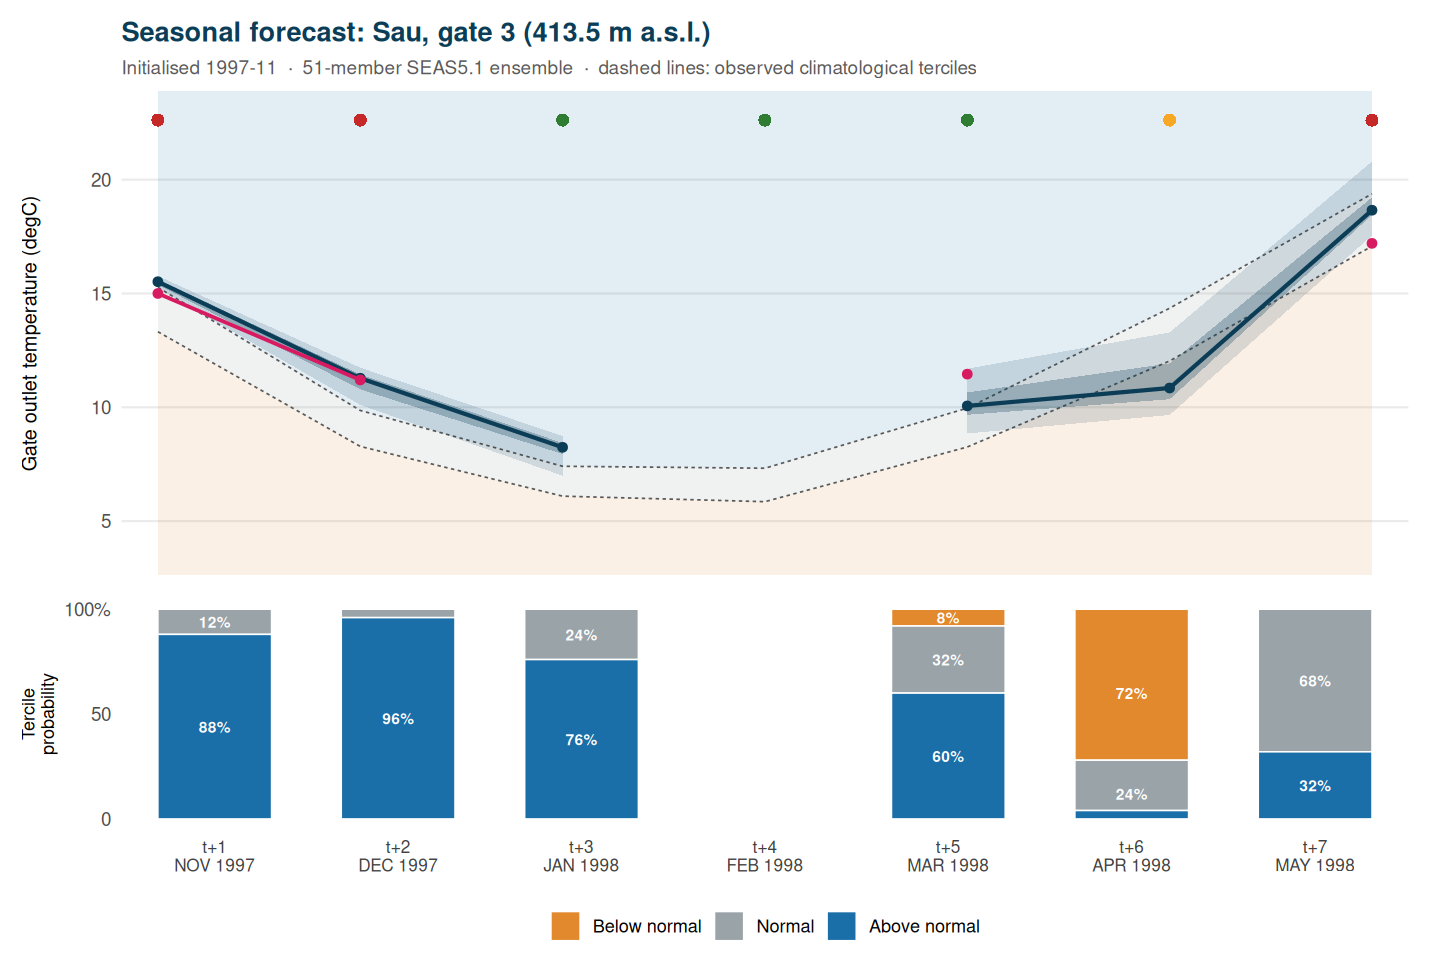 Seasonal forecast: Sau, gate 3 (413.5 m a.s.l.)
Initialised 1997-11 · 51-member SEAS5.1 ensemble · dashed lines: observed climatological terciles
Gate outlet temperature (degC)
20
15
10
5
Tercile
probability
100%
50
0
12%
88%
96%
24%
76%
8%
32%
60%
72%
24%
68%
32%
t+1
NOV 1997
t+2
DEC 1997
t+3
JAN 1998
t+4
FEB 1998
t+5
MAR 1998
t+6
APR 1998
t+7
MAY 1998
Below normal
Normal
Above normal